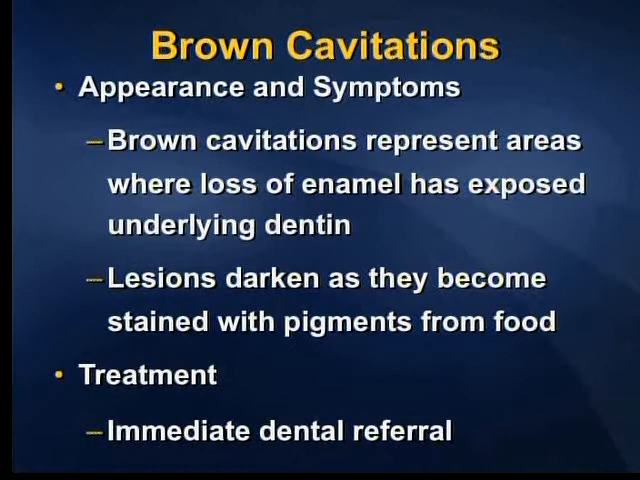 Brown Cavitations
• Appearance and Symptoms
– Brown cavitations represent areas
where loss of enamel has exposed
underlying dentin
– Lesions darken as they become
stained with pigments from food
• Treatment
– Immediate dental referral